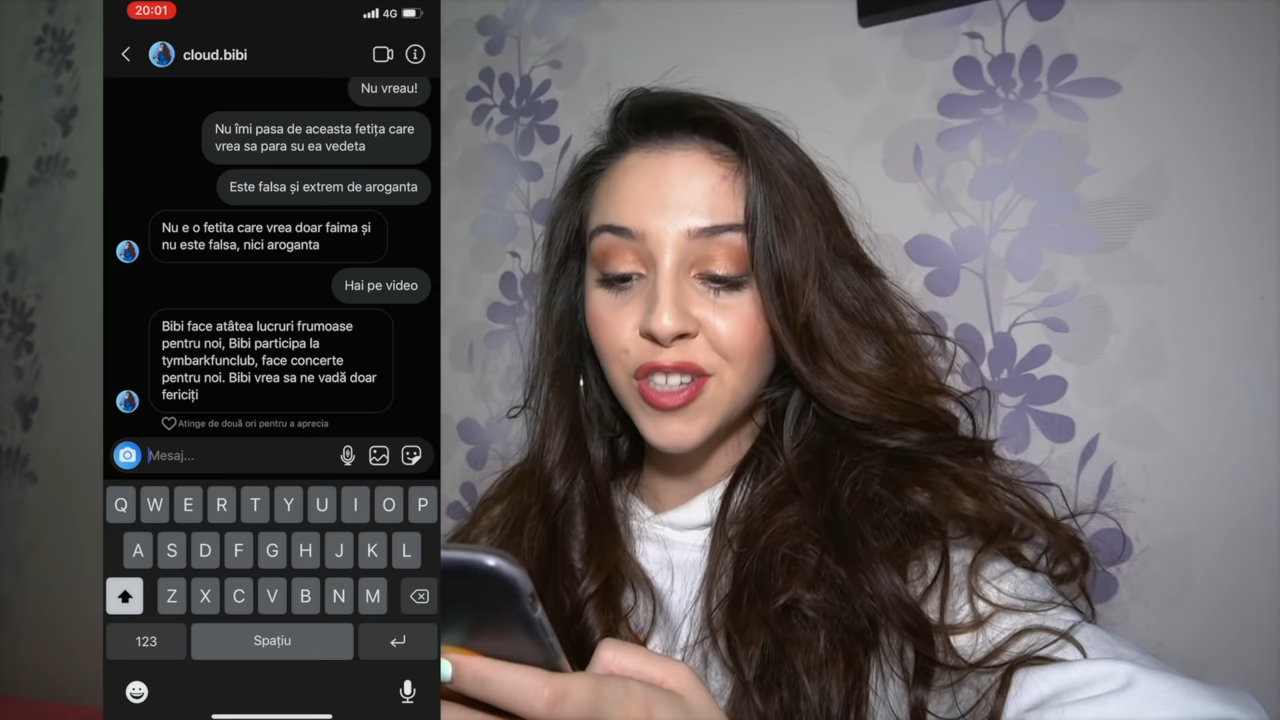 20:01
4G
cloud.bibi
Nu vreau!
Nu îmi pasa de aceasta fetița care
vrea sa para su ea vedeta
Este falsa și extrem de aroganta
Nu e o fetita care vrea doar faima și
nu este falsa, nici aroganta
Hai pe video
Bibi face atâtea lucruri frumoase
pentru noi, Bibi participa la
tymbarkfunclub, face concerte
pentru noi. Bibi vrea sa ne vadă doar
fericiți
Atinge de două ori pentru a aprecia
Mesaj...
Q W E R T Y U I O P
A S D F G H J K L
Z X C V B N M
123 Spațiu